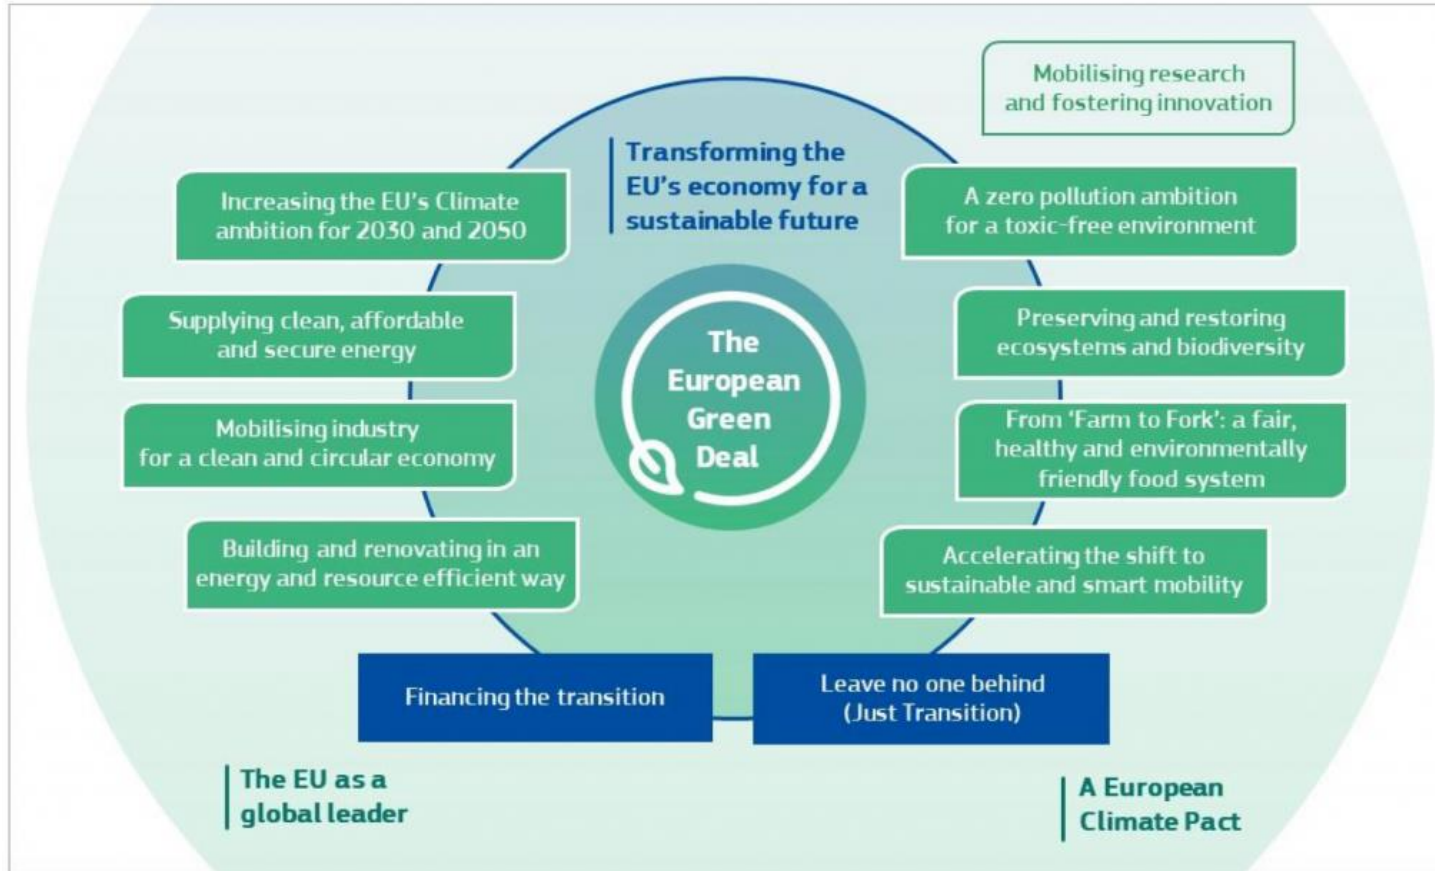 Mobilising research
and fostering innovation
Transforming the
EU's economy for a
sustainable future
Increasing the EU's Climate
ambition for 2030 and 2050
A zero pollution ambition
for a toxic-free environment
Supplying clean, affordable
and secure energy
Preserving and restoring
ecosystems and biodiversity
The
European
Green
Deal
Mobilising industry
for a clean and circular economy
From 'Farm to Fork': a fair,
healthy and environmentally
friendly food system
Building and renovating in an
energy and resource efficient way
Accelerating the shift to
sustainable and smart mobility
Financing the transition
Leave no one behind
(Just Transition)
The EU as a
global leader
A European
Climate Pact